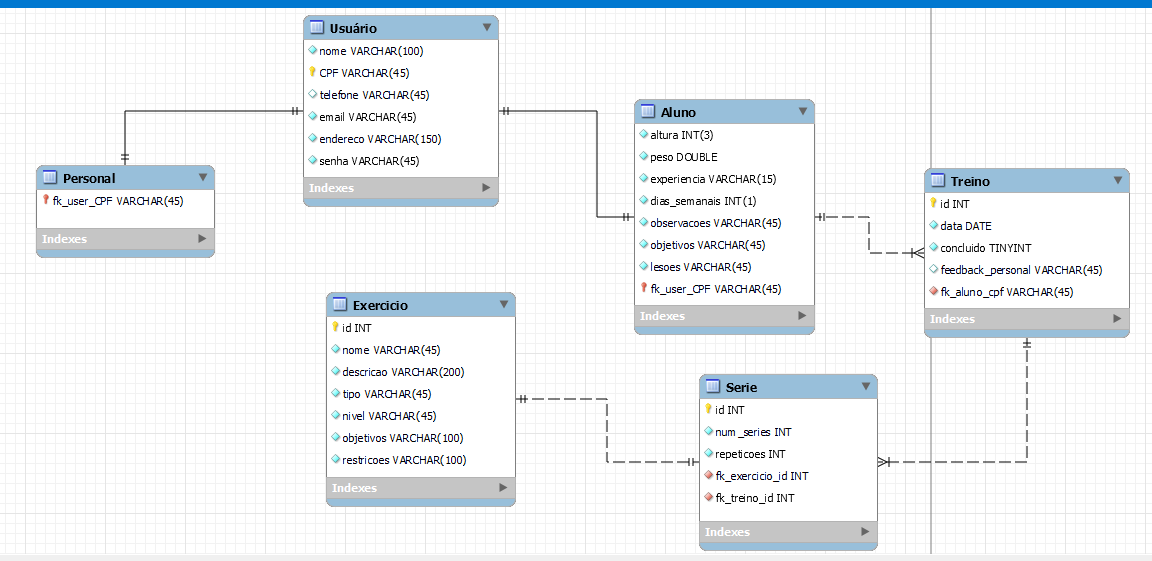 Usuário
nome VARCHAR(100)
CPF VARCHAR(45)
telefone VARCHAR(45)
email VARCHAR(45)
endereco VARCHAR(150)
senha VARCHAR(45)
Indexes
Personal
fk_user_CPF VARCHAR(45)
Indexes
Aluno
altura INT(3)
peso DOUBLE
experiencia VARCHAR(15)
dias_semanais INT(1)
observacoes VARCHAR(45)
objetivos VARCHAR(45)
lesoes VARCHAR(45)
fk_user_CPF VARCHAR(45)
Indexes
Treino
id INT
data DATE
concluido TINYINT
feedback_personal VARCHAR(45)
fk_aluno_cpf VARCHAR(45)
Indexes
Exercicio
id INT
nome VARCHAR(45)
descricao VARCHAR(200)
tipo VARCHAR(45)
nivel VARCHAR(45)
objetivos VARCHAR(100)
restricoes VARCHAR(100)
Indexes
Serie
id INT
num_series INT
repeticoes INT
fk_exercicio_id INT
fk_treino_id INT
Indexes